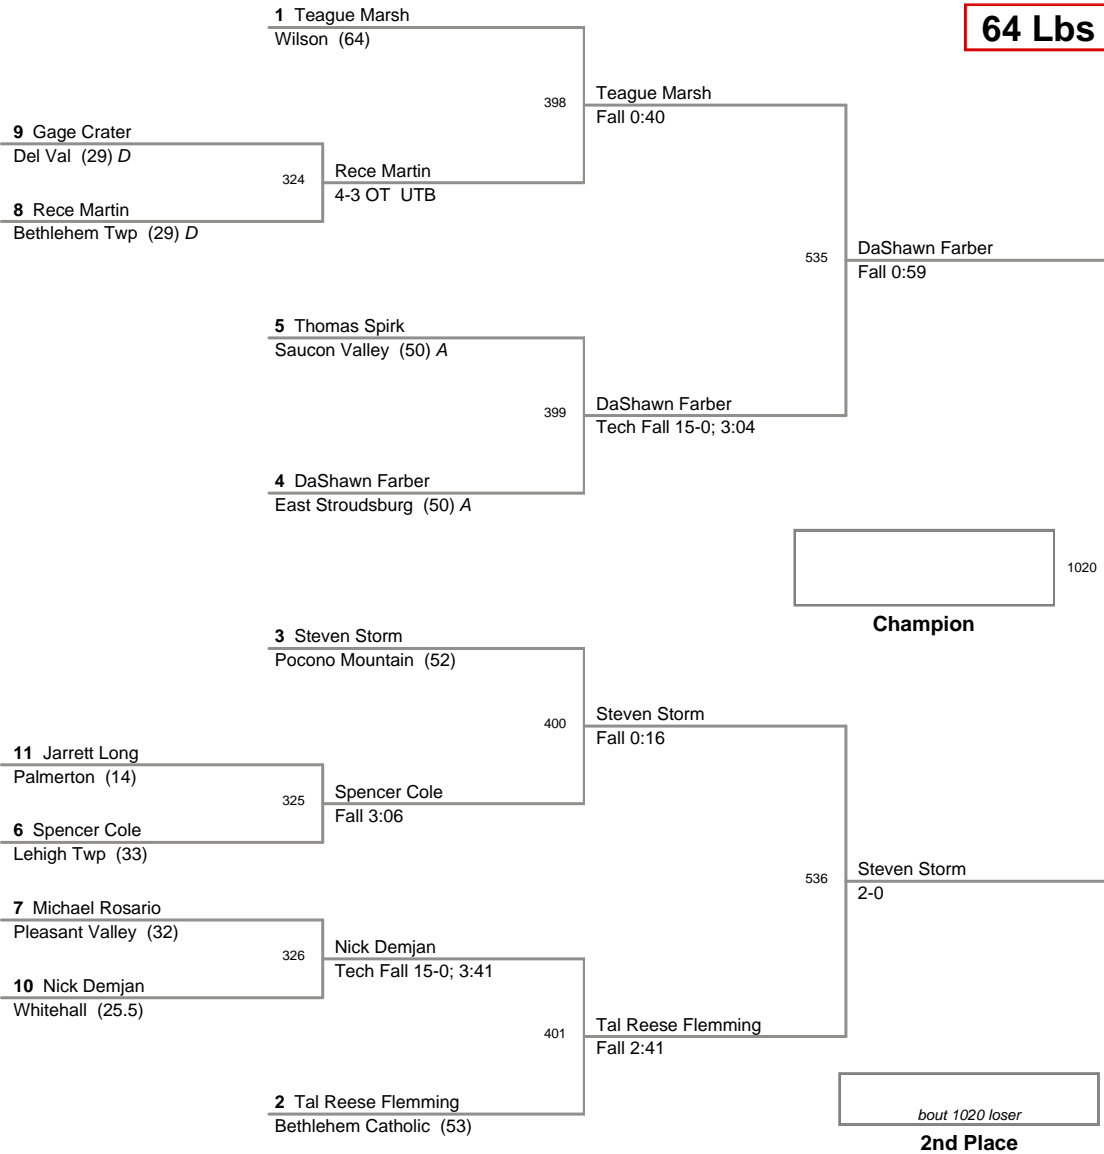 1 Teague Marsh
64 Lbs
Wilson (64)
398
Teague Marsh
Fall 0:40
9 Gage Crater
Del Val (29) D
324
Rece Martin
4-3 OT UTB
8 Rece Martin
Bethlehem Twp (29) D
535
DaShawn Farber
Fall 0:59
5 Thomas Spirk
Saucon Valley (50) A
399
DaShawn Farber
Tech Fall 15-0; 3:04
4 DaShawn Farber
East Stroudsburg (50) A
1020
Champion
3 Steven Storm
Pocono Mountain (52)
400
Steven Storm
Fall 0:16
11 Jarrett Long
Palmerton (14)
325
Spencer Cole
Fall 3:06
6 Spencer Cole
Lehigh Twp (33)
536
Steven Storm
2-0
7 Michael Rosario
Pleasant Valley (32)
326
Nick Demjan
Tech Fall 15-0; 3:41
10 Nick Demjan
Whitehall (25.5)
401
Tal Reese Flemming
Fall 2:41
2 Tal Reese Flemming
Bethlehem Catholic (53)
bout 1020 loser
2nd Place